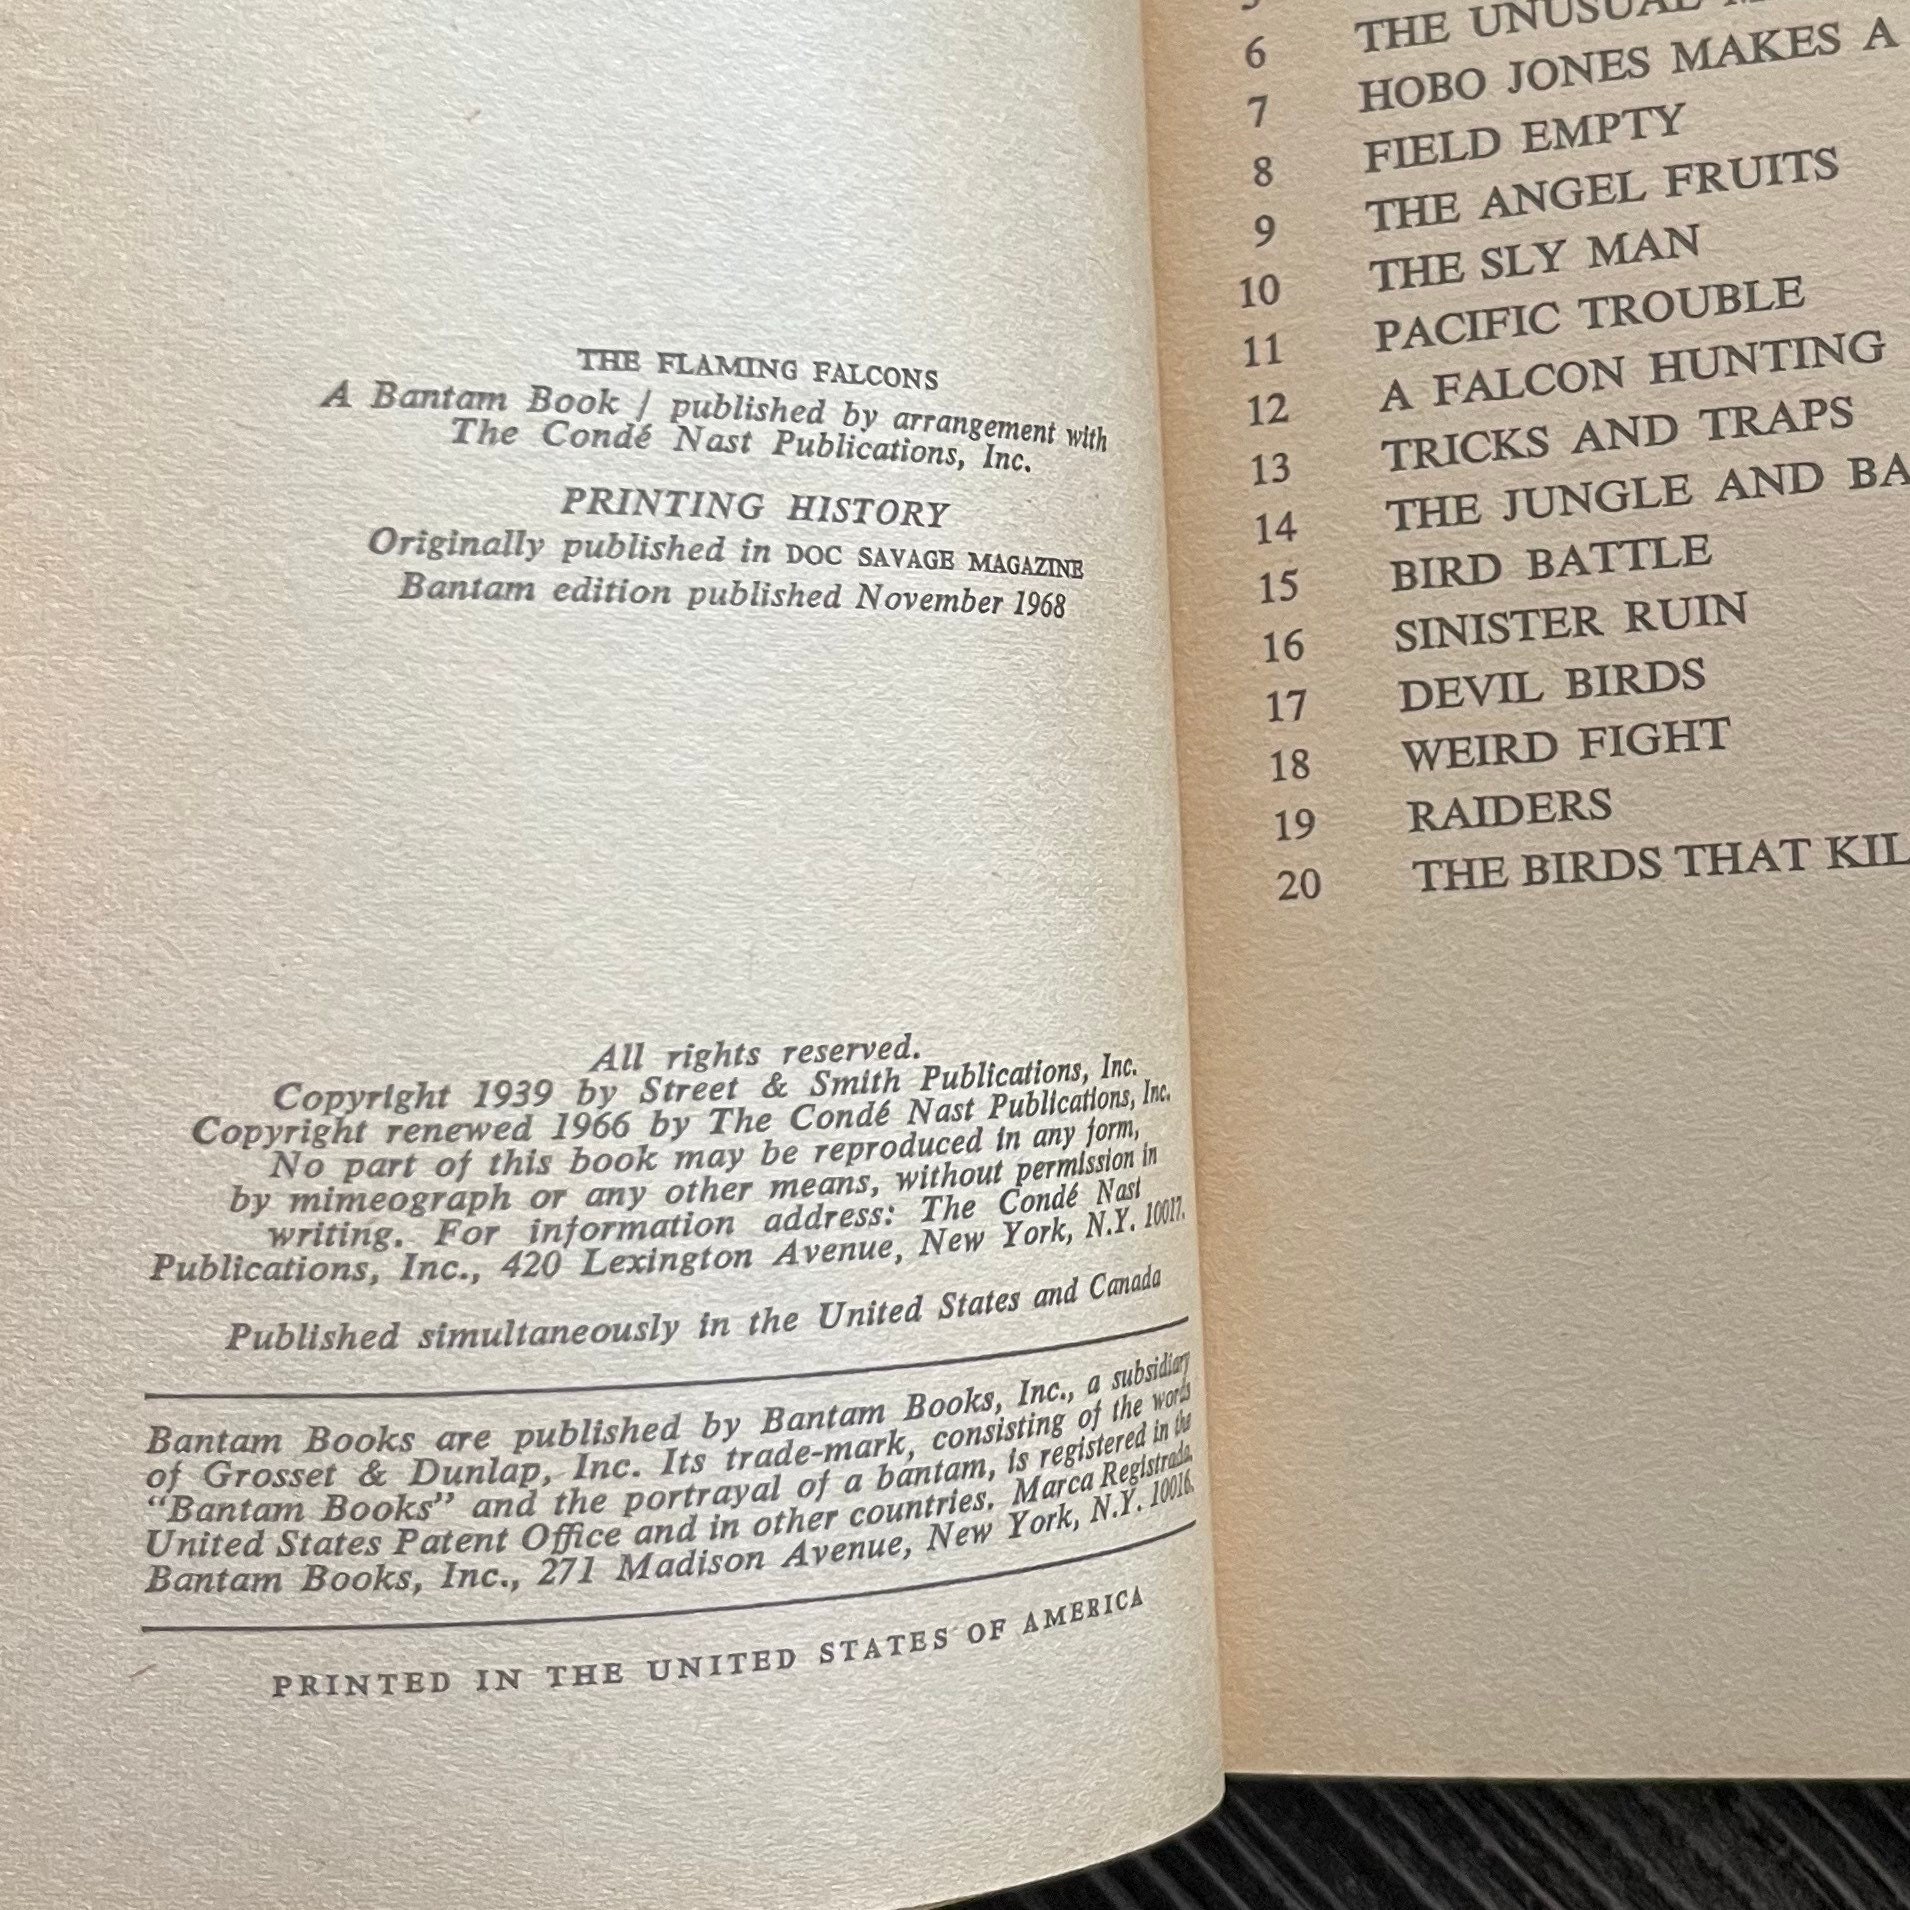 THE FLAMING FALCONS
A Bantam Book / published by arrangement with
The Condé Nast Publications, Inc.
PRINTING HISTORY
Originally published in DOC SAVAGE MAGAZINE
Bantam edition published November 1968
All rights reserved.
Copyright 1939 by Street & Smith Publications, Inc.
Copyright renewed 1966 by The Condé Nast Publications, Inc.
No part of this book may be reproduced in any form,
by mimeograph or any other means, without permission in
writing. For information address: The Condé Nast
Publications, Inc., 420 Lexington Avenue, New York, N.Y. 10017.
Published simultaneously in the United States and Canada
Bantam Books are published by Bantam Books, Inc., a subsidiary
of Grosset & Dunlap, Inc. Its trade-mark, consisting of the words
"Bantam Books" and the portrayal of a bantam, is registered in the
United States Patent Office and in other countries. Marca Registrada.
Bantam Books, Inc., 271 Madison Avenue, New York, N.Y. 10016.
PRINTED IN THE UNITED STATES OF AMERICA
6 THE UNUSUAL
7 HOBO JONES MAKES A
8 FIELD EMPTY
9 THE ANGEL FRUITS
10 THE SLY MAN
11 PACIFIC TROUBLE
12 A FALCON HUNTING
13 TRICKS AND TRAPS
14 THE JUNGLE AND BA
15 BIRD BATTLE
16 SINISTER RUIN
17 DEVIL BIRDS
18 WEIRD FIGHT
19 RAIDERS
20 THE BIRDS THAT KIL